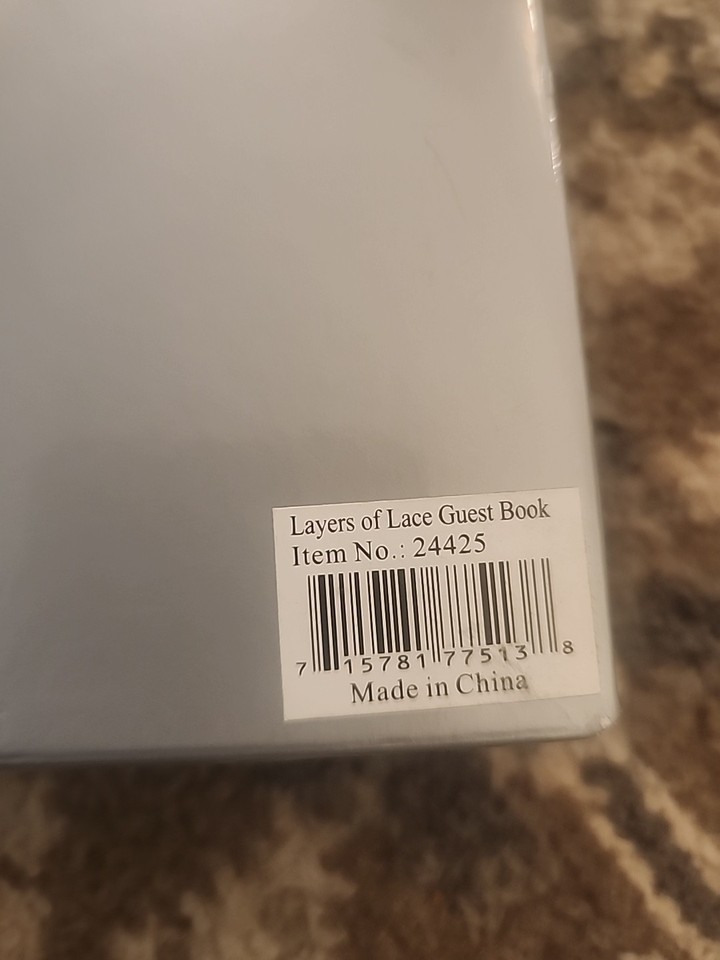 Layers of Lace Guest Book
Item No.: 24425
7 15781 77513 8
Made in China